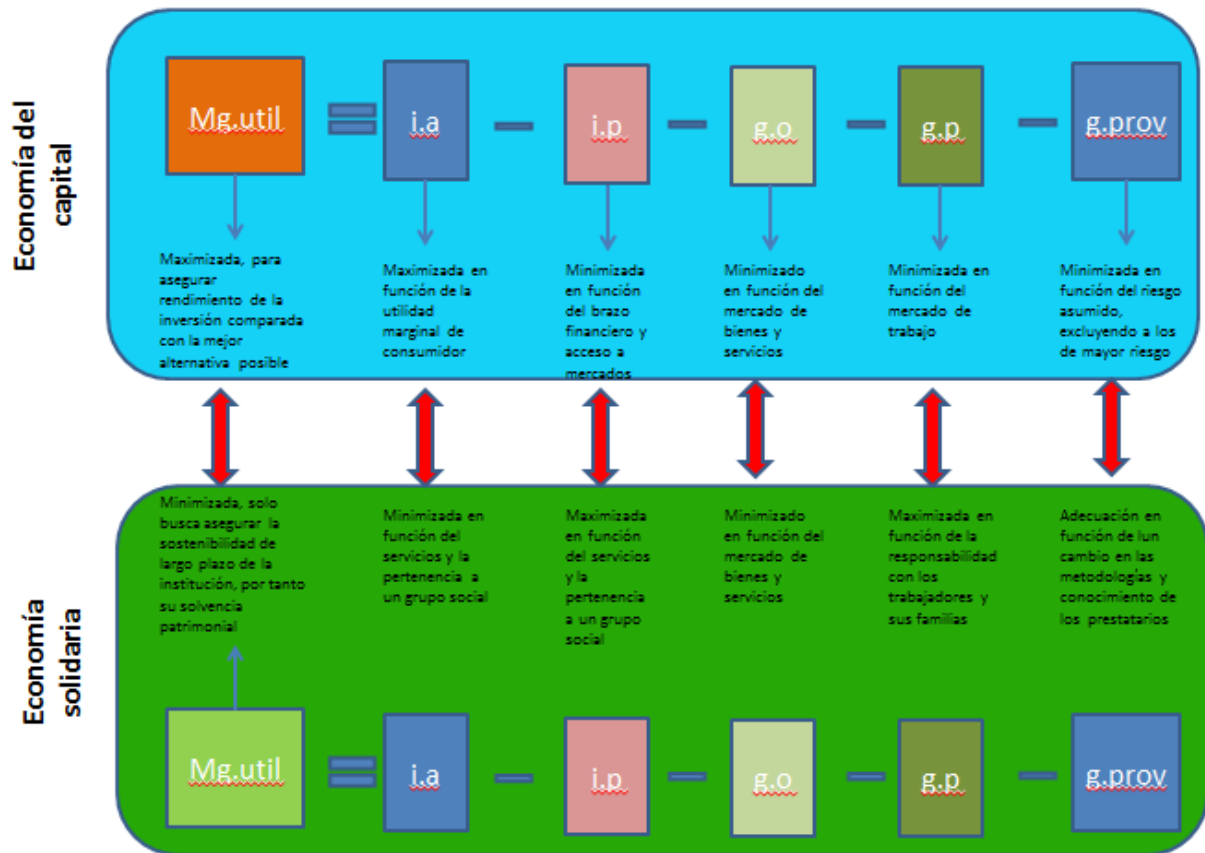 Economía del
capital
Mg.util
i.a
i.p
g.o
g.p
g.prov
Maximizada, para
asegurar
rendimiento de la
inversión comparada
con la mejor
alternativa posible
Maximizada en
función de la
utilidad
marginal de
consumidor
Minimizada
en función
del brazo
financiero y
acceso a
mercados
Minimizado
en función del
mercado de
bienes y
servicios
Minimizada en
función del
mercado de
trabajo
Minimizada en
función del riesgo
asumido,
excluyendo a los
de mayor riesgo
Economía
solidaria
Minimizada, solo
busca asegurar la
sostenibilidad de
largo plazo de la
institución, por tanto
su solvencia
patrimonial
Minimizada en
función del
servicios y la
pertenencia a
un grupo social
Maximizada
en función
del servicios
y la
pertenencia
a un grupo
social
Minimizado
en función del
mercado de
bienes y
servicios
Maximizada en
función de la
responsabilidad
con los
trabajadores y
sus familias
Adecuación en
función de lun
cambio en las
metodologías y
conocimiento de
los prestatarios
Mg.util
i.a
i.p
g.o
g.p
g.prov